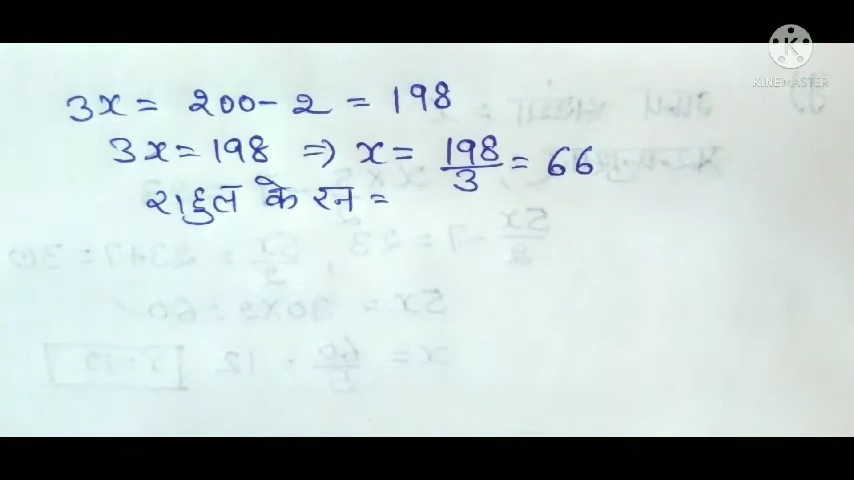 KINEMASTER
3x = 200 - 2 = 198
3x = 198 ⇒ x = 198/3 = 66
राहुल के रन =